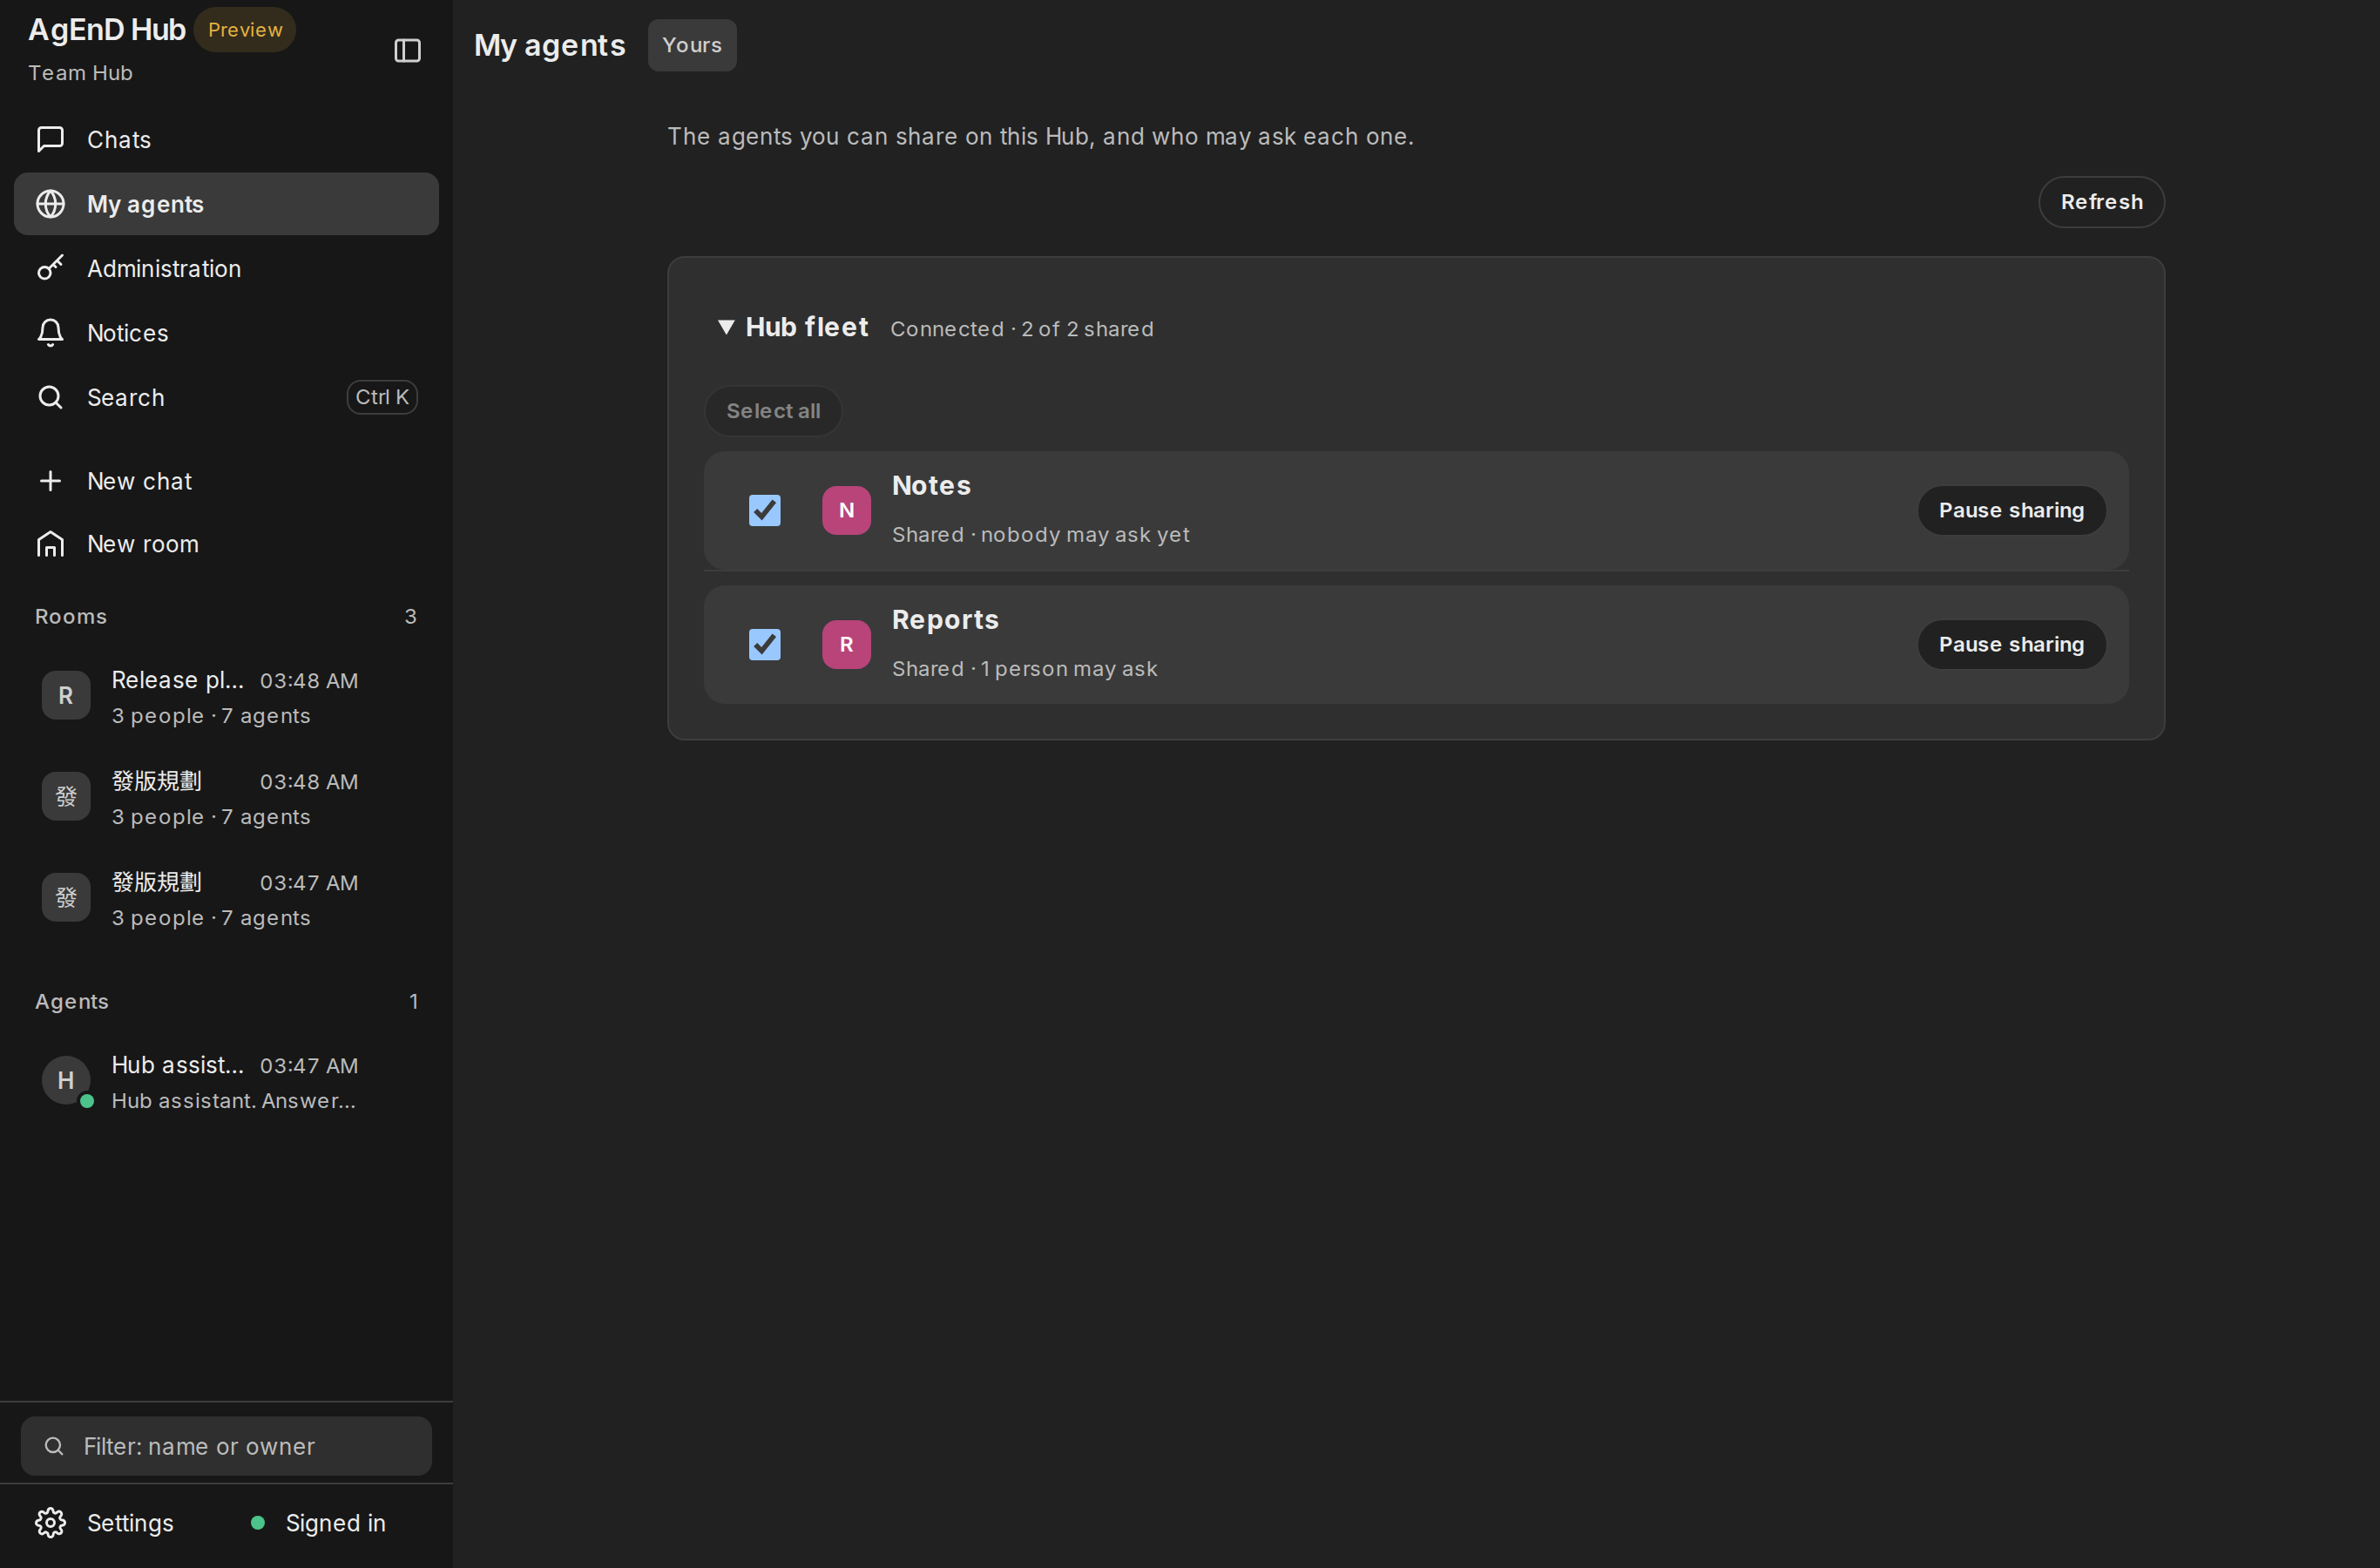 AgEnD Hub Preview
Team Hub
Chats
My agents
Administration
Notices
Search Ctrl K
New chat
New room
Rooms 3
R Release pl... 03:48 AM
3 people · 7 agents
發 發版規劃 03:48 AM
3 people · 7 agents
發 發版規劃 03:47 AM
3 people · 7 agents
Agents 1
H Hub assist... 03:47 AM
Hub assistant. Answer...
Filter: name or owner
Settings Signed in
My agents Yours
The agents you can share on this Hub, and who may ask each one.
Refresh
Hub fleet Connected · 2 of 2 shared
Select all
N Notes
Shared · nobody may ask yet
Pause sharing
R Reports
Shared · 1 person may ask
Pause sharing